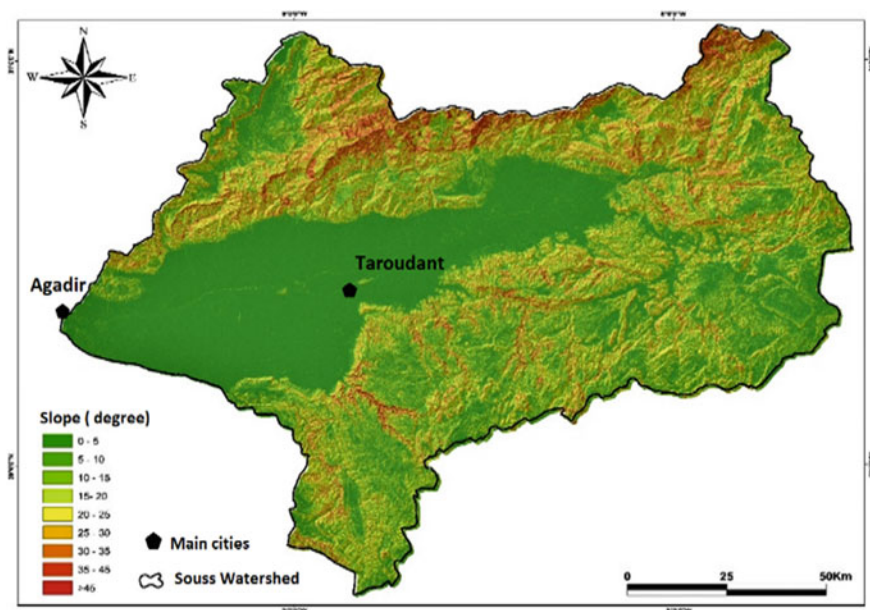 N
W E
S
Agadir
Taroudant
Slope ( degree)
0 - 5
5 - 10
10 - 15
15- 20
20 - 25
25 - 30
30 - 35
35 - 45
>45
Main cities
Souss Watershed
0 25 50Km